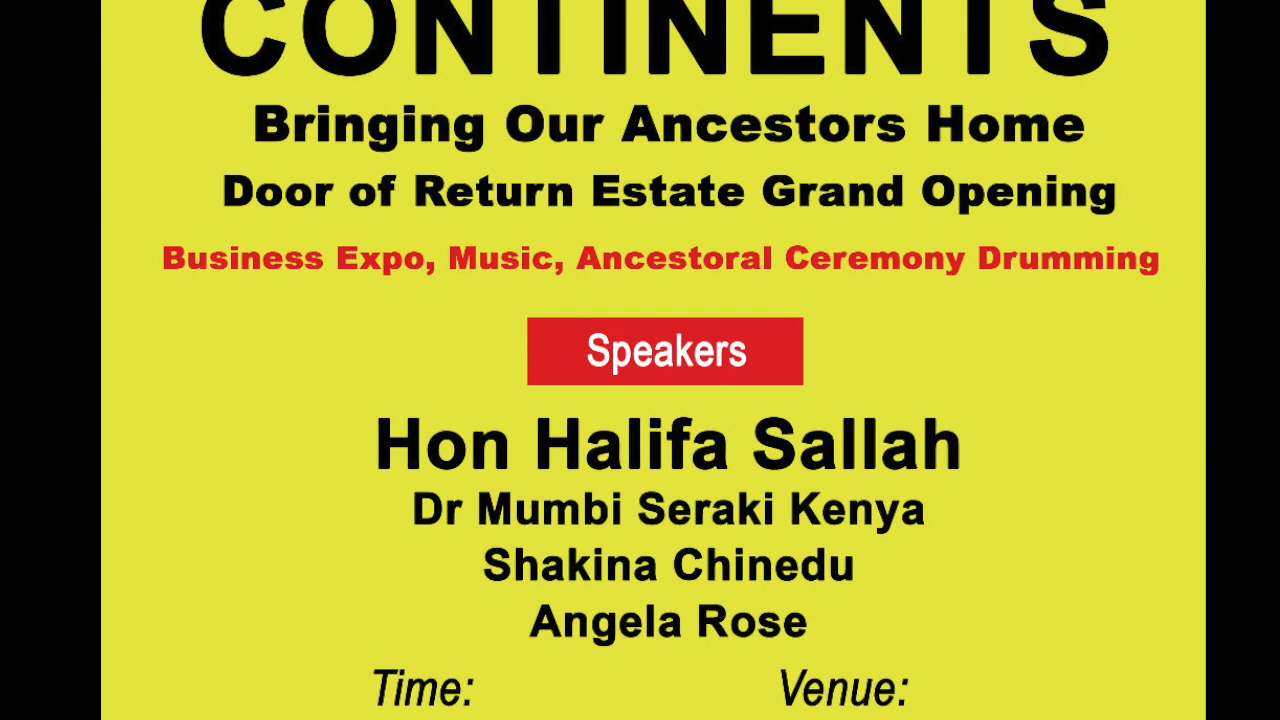 CONTINENTS
Bringing Our Ancestors Home
Door of Return Estate Grand Opening
Business Expo, Music, Ancestoral Ceremony Drumming
Speakers
Hon Halifa Sallah
Dr Mumbi Seraki Kenya
Shakina Chinedu
Angela Rose
Time: Venue: